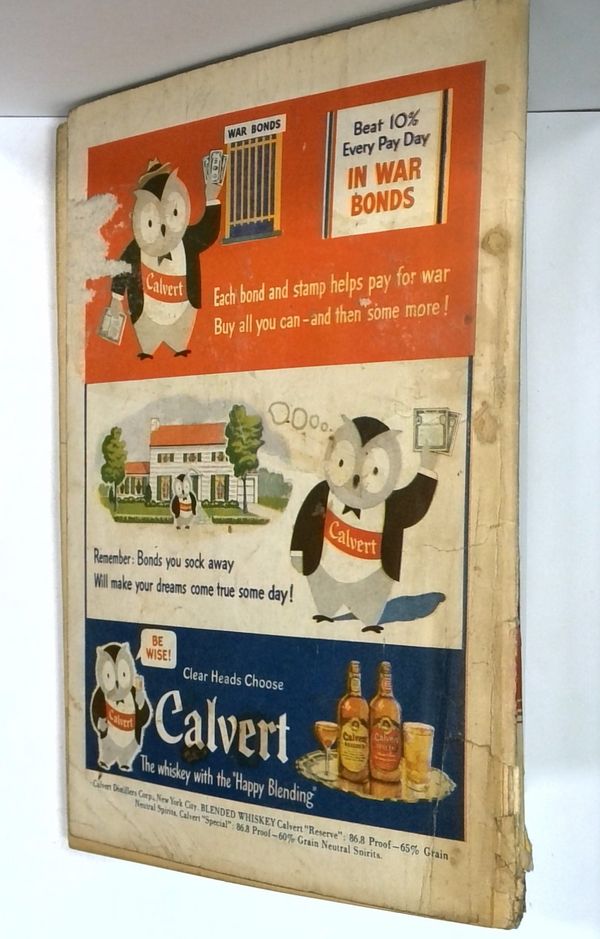 WAR BONDS
Beat 10%
Every Pay Day
IN WAR
BONDS
Calvert
Each bond and stamp helps pay for war
Buy all you can-and then some more!
Calvert
Remember: Bonds you sock away
Will make your dreams come true some day!
BE
WISE!
Calvert
Clear Heads Choose
Calvert
The whiskey with the "Happy Blending"
Calvert
RESERVE
Calvert
SPECIAL
Calvert Distillers Corp., New York City. BLENDED WHISKEY Calvert "Reserve": 86.8 Proof-65% Grain
Neutral Spirits. Calvert "Special": 86.8 Proof-60% Grain Neutral Spirits.